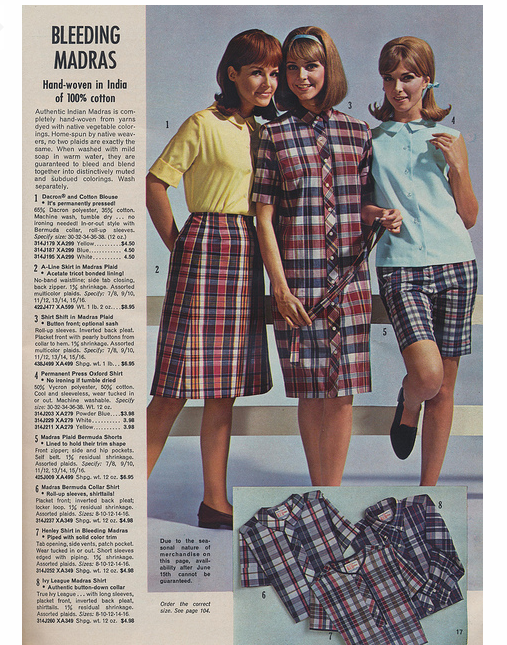 BLEEDING
MADRAS
Hand-woven in India
of 100% cotton
Authentic Indian Madras is com-
pletely hand-woven from yarns
dyed with native vegetable color-
ings. Home-spun by native weav-
ers, no two plaids are exactly the
same. When washed with mild
soap in warm water, they are
guaranteed to bleed and blend
together into distinctively muted
and subdued colorings. Wash
separately.
1 Dacron® and Cotton Blouse
• It's permanently pressed!
65% Dacron polyester, 35% cotton.
Machine wash, tumble dry . . . no
ironing needed! In-or-out style with
Bermuda collar, roll-up sleeves.
Specify size: 30-32-34-36-38. (12 oz.)
314J179 XA299 Yellow........$4.50
314J187 XA299 Blue.......... 4.50
314J195 XA299 White......... 4.50
2 A-Line Skirt in Madras Plaid
• Acetate tricot bonded lining!
No-band waistline; side tab closing,
back zipper. 1% shrinkage. Assorted
multicolor plaids. Specify: 7/8, 9/10,
11/12, 13/14, 15/16.
422J477 XA599 Wt. 1 lb. 2 oz....$8.95
3 Shirt Shift in Madras Plaid
• Button front; optional sash
Roll-up sleeves. Inverted back pleat.
Placket front with pearly buttons from
collar to hem. 1% shrinkage. Assorted
multicolor plaids. Specify: 7/8, 9/10,
11/12, 13/14, 15/16.
438J499 XA499 Shpg. wt. 1 lb... $6.95
4 Permanent Press Oxford Shirt
• No ironing if tumble dried
50% Vycron polyester, 50% cotton.
Cool and sleeveless, wear tucked in
or out. Machine washable. Specify
size: 30-32-34-36-38. Wt. 12 oz.
314J203 XA279 Powder Blue....$3.98
314J229 XA279 White.......... 3.98
314J211 XA279 Yellow......... 3.98
5 Madras Plaid Bermuda Shorts
• Lined to hold their trim shape
Front zipper; side and hip pockets.
Self belt. 1% residual shrinkage.
Assorted plaids. Specify: 7/8, 9/10,
11/12, 13/14, 15/16.
425J009 XA499 Shpg. wt. 12 oz. $6.95
6 Madras Bermuda Collar Shirt
• Roll-up sleeves, shirttails!
Placket front; inverted back pleat;
locker loop. 1% residual shrinkage.
Assorted plaids. Sizes: 8-10-12-14-16.
314J237 XA349 Shpg. wt. 12 oz. $4.98
7 Henley Shirt in Bleeding Madras
• Piped with solid color trim
Tab opening, side vents, patch pocket.
Wear tucked in or out. Short sleeves
edged with piping. 1% shrinkage.
Assorted plaids. Sizes: 8-10-12-14-16.
314J252 XA349 Shpg. wt. 12 oz. $4.98
8 Ivy League Madras Shirt
• Authentic button-down collar
True Ivy League . . . with long sleeves,
placket front, inverted back pleat,
shirttails. 1% residual shrinkage.
Assorted plaids. Sizes: 8-10-12-14-16.
314J260 XA349 Shpg. wt. 12 oz. $4.98
1
2
3
4
5
Due to the sea-
sonal nature of
merchandise on
this page, avail-
ability after June
15th cannot be
guaranteed.
Order the correct
size. See page 104.
6
7
8
17